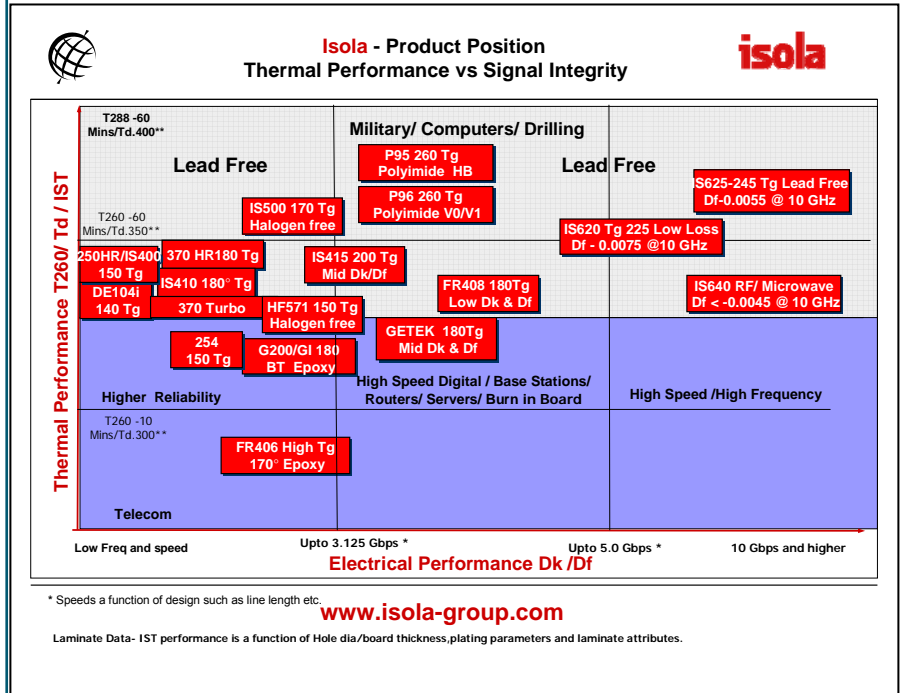 Isola - Product Position
Thermal Performance vs Signal Integrity
isola
T288 -60
Mins/Td.400**
Military/ Computers/ Drilling
Lead Free
Lead Free
P95 260 Tg
Polyimide HB
P96 260 Tg
Polyimide V0/V1
IS625-245 Tg Lead Free
Df-0.0055 @ 10 GHz
IS500 170 Tg
Halogen free
T260 -60
Mins/Td.350**
IS620 Tg 225 Low Loss
Df - 0.0075 @10 GHz
250HR/IS400
150 Tg
370 HR180 Tg
IS415 200 Tg
Mid Dk/Df
IS410 180° Tg
DE104i
140 Tg
370 Turbo
HF571 150 Tg
Halogen free
FR408 180Tg
Low Dk & Df
IS640 RF/ Microwave
Df < -0.0045 @ 10 GHz
GETEK 180Tg
Mid Dk & Df
254
150 Tg
G200/GI 180
BT Epoxy
Higher Reliability
High Speed Digital / Base Stations/
Routers/ Servers/ Burn in Board
High Speed /High Frequency
T260 -10
Mins/Td.300**
FR406 High Tg
170° Epoxy
Telecom
Thermal Performance T260/ Td / IST
Low Freq and speed
Upto 3.125 Gbps *
Upto 5.0 Gbps *
10 Gbps and higher
Electrical Performance Dk /Df
* Speeds a function of design such as line length etc.
www.isola-group.com
Laminate Data- IST performance is a function of Hole dia/board thickness,plating parameters and laminate attributes.